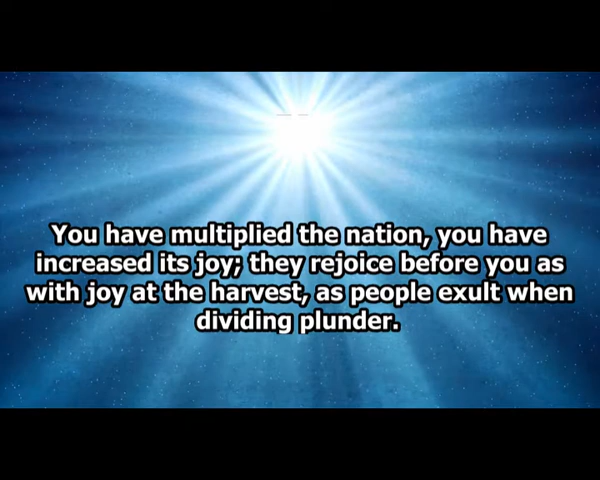 You have multiplied the nation, you have
increased its joy; they rejoice before you as
with joy at the harvest, as people exult when
dividing plunder.